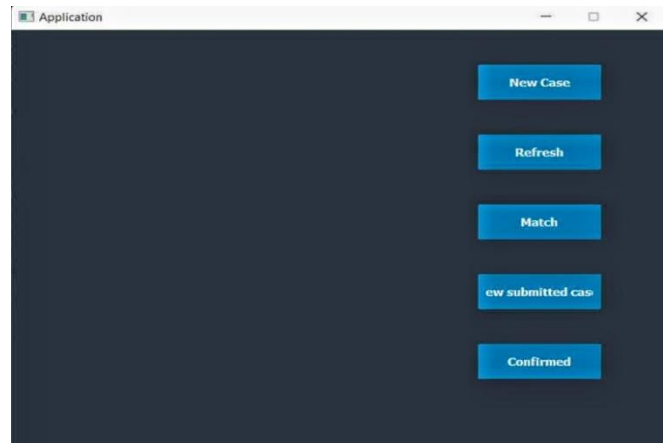 Application
New Case
Refresh
Match
ew submitted cas
Confirmed